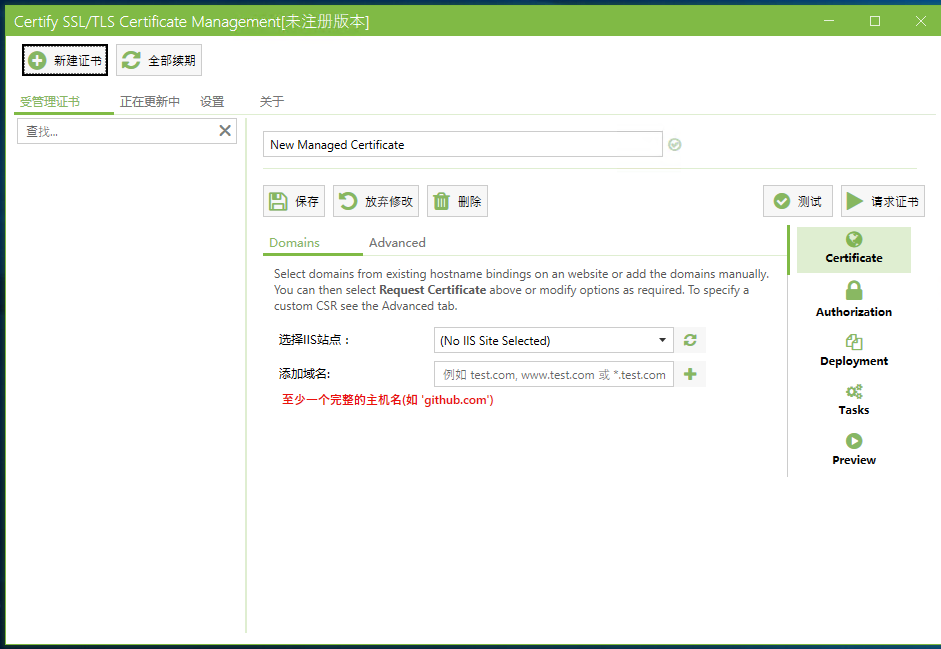 Certify SSL/TLS Certificate Management[未注册版本]
新建证书
全部续期
受管理证书
正在更新中
设置
关于
查找...
New Managed Certificate
保存
放弃修改
删除
测试
请求证书
Domains
Advanced
Select domains from existing hostname bindings on an website or add the domains manually.
You can then select Request Certificate above or modify options as required. To specify a
custom CSR see the Advanced tab.
选择IIS站点：
(No IIS Site Selected)
添加域名:
例如 test.com, www.test.com 或 *.test.com
至少一个完整的主机名(如 'github.com')
Certificate
Authorization
Deployment
Tasks
Preview